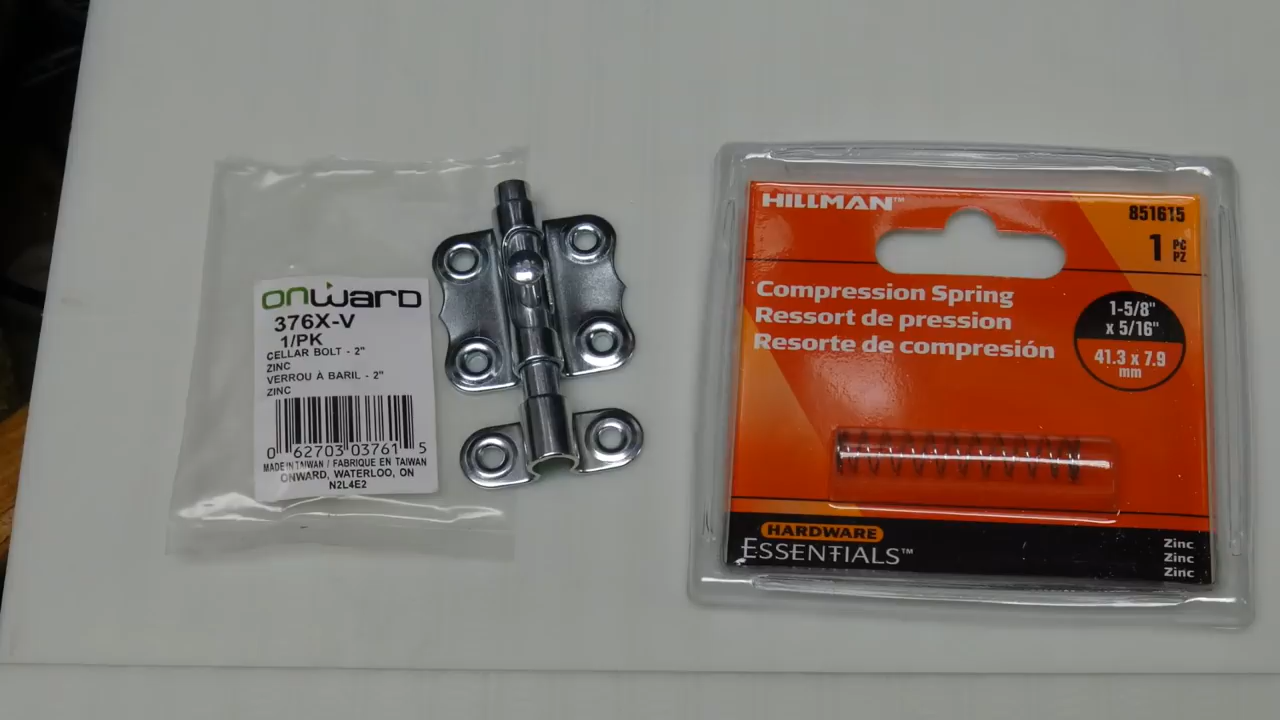 onward
376X-V
1/PK
CELLAR BOLT - 2"
ZINC
VERROU À BARIL - 2"
ZINC
0 62703 03761 5
MADE IN TAIWAN / FABRIQUE EN TAIWAN
ONWARD, WATERLOO, ON
N2L4E2
HILLMAN™
851615
1 PC
PZ
Compression Spring
Ressort de pression
Resorte de compresión
1-5/8"
x 5/16"
41.3 x 7.9
mm
HARDWARE
ESSENTIALS™
Zinc
Zinc
Zinc